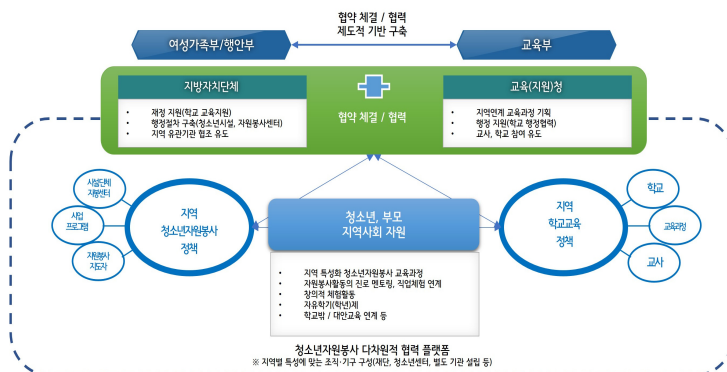 협약 체결 / 협력
제도적 기반 구축
여성가족부/행안부
교육부
지방자치단체
교육(지원)청
• 재정 지원(학교 교육지원)
• 행정절차 구축(청소년시설, 자원봉사센터)
• 지역 유관기관 협조 유도
협약 체결 / 협력
• 지역연계 교육과정 기획
• 행정 지원(학교 행정협력)
• 교사, 학교 참여 유도
시설단체
지원센터
사업
프로그램
자원봉사
지도자
지역
청소년자원봉사
정책
청소년, 부모
지역사회 자원
지역
학교교육
정책
학교
교육과정
교사
• 지역 특성화 청소년자원봉사 교육과정
• 자원봉사활동의 진로 멘토링, 직업체험 연계
• 창의적 체험활동
• 자유학기(학년)제
• 학교밖 / 대안교육 연계 등
청소년자원봉사 다차원적 협력 플랫폼
※ 지역별 특성에 맞는 조직·기구 구성(재단, 청소년센터, 별도 기관 설립 등)